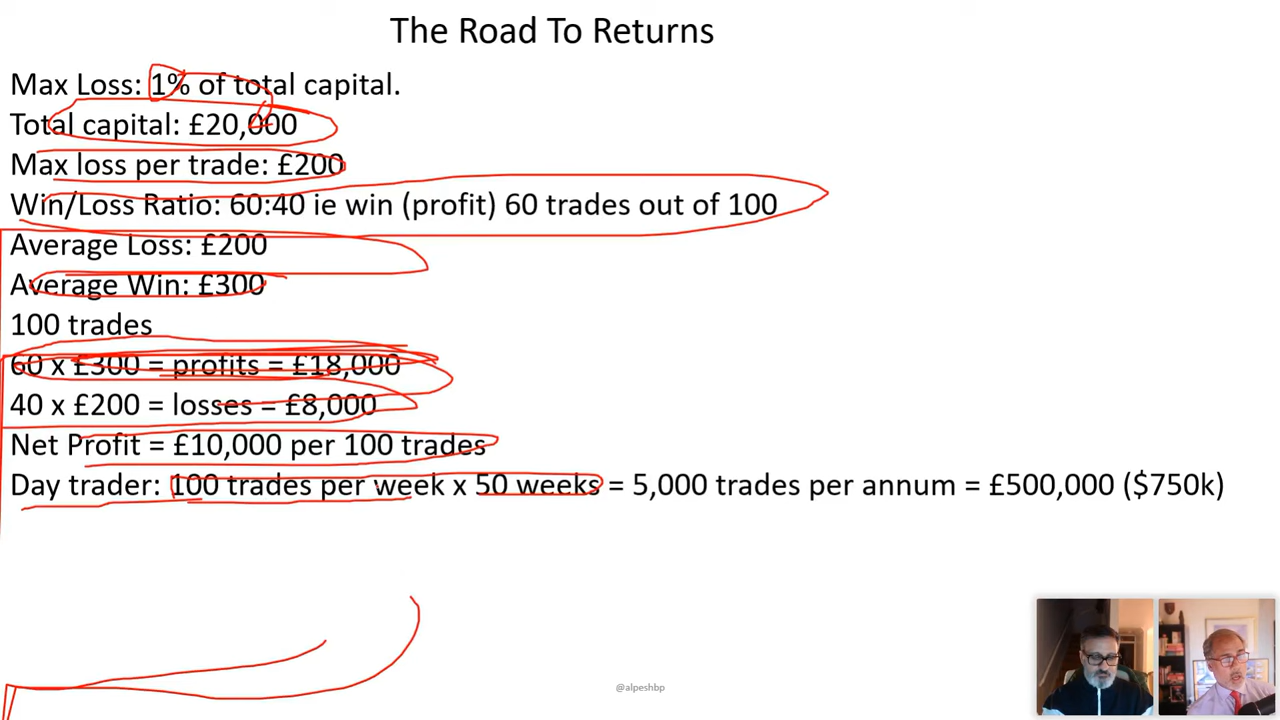 The Road To Returns
Max Loss: 1% of total capital.
Total capital: £20,000
Max loss per trade: £200
Win/Loss Ratio: 60:40 ie win (profit) 60 trades out of 100
Average Loss: £200
Average Win: £300
100 trades
60 x £300 = profits = £18,000
40 x £200 = losses = £8,000
Net Profit = £10,000 per 100 trades
Day trader: 100 trades per week x 50 weeks = 5,000 trades per annum = £500,000 ($750k)
@alpeshbp